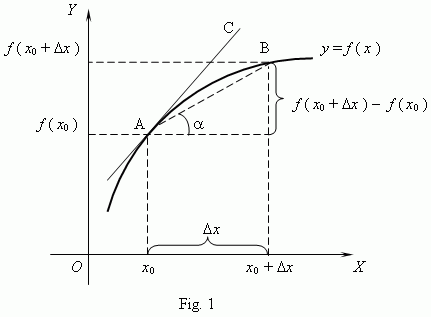 Y
C
f ( x₀ + Δx )
B
y = f ( x )
f ( x₀ + Δx ) – f ( x₀ )
f ( x₀ )
A
α
Δx
O
x₀
x₀ + Δx
X
Fig. 1